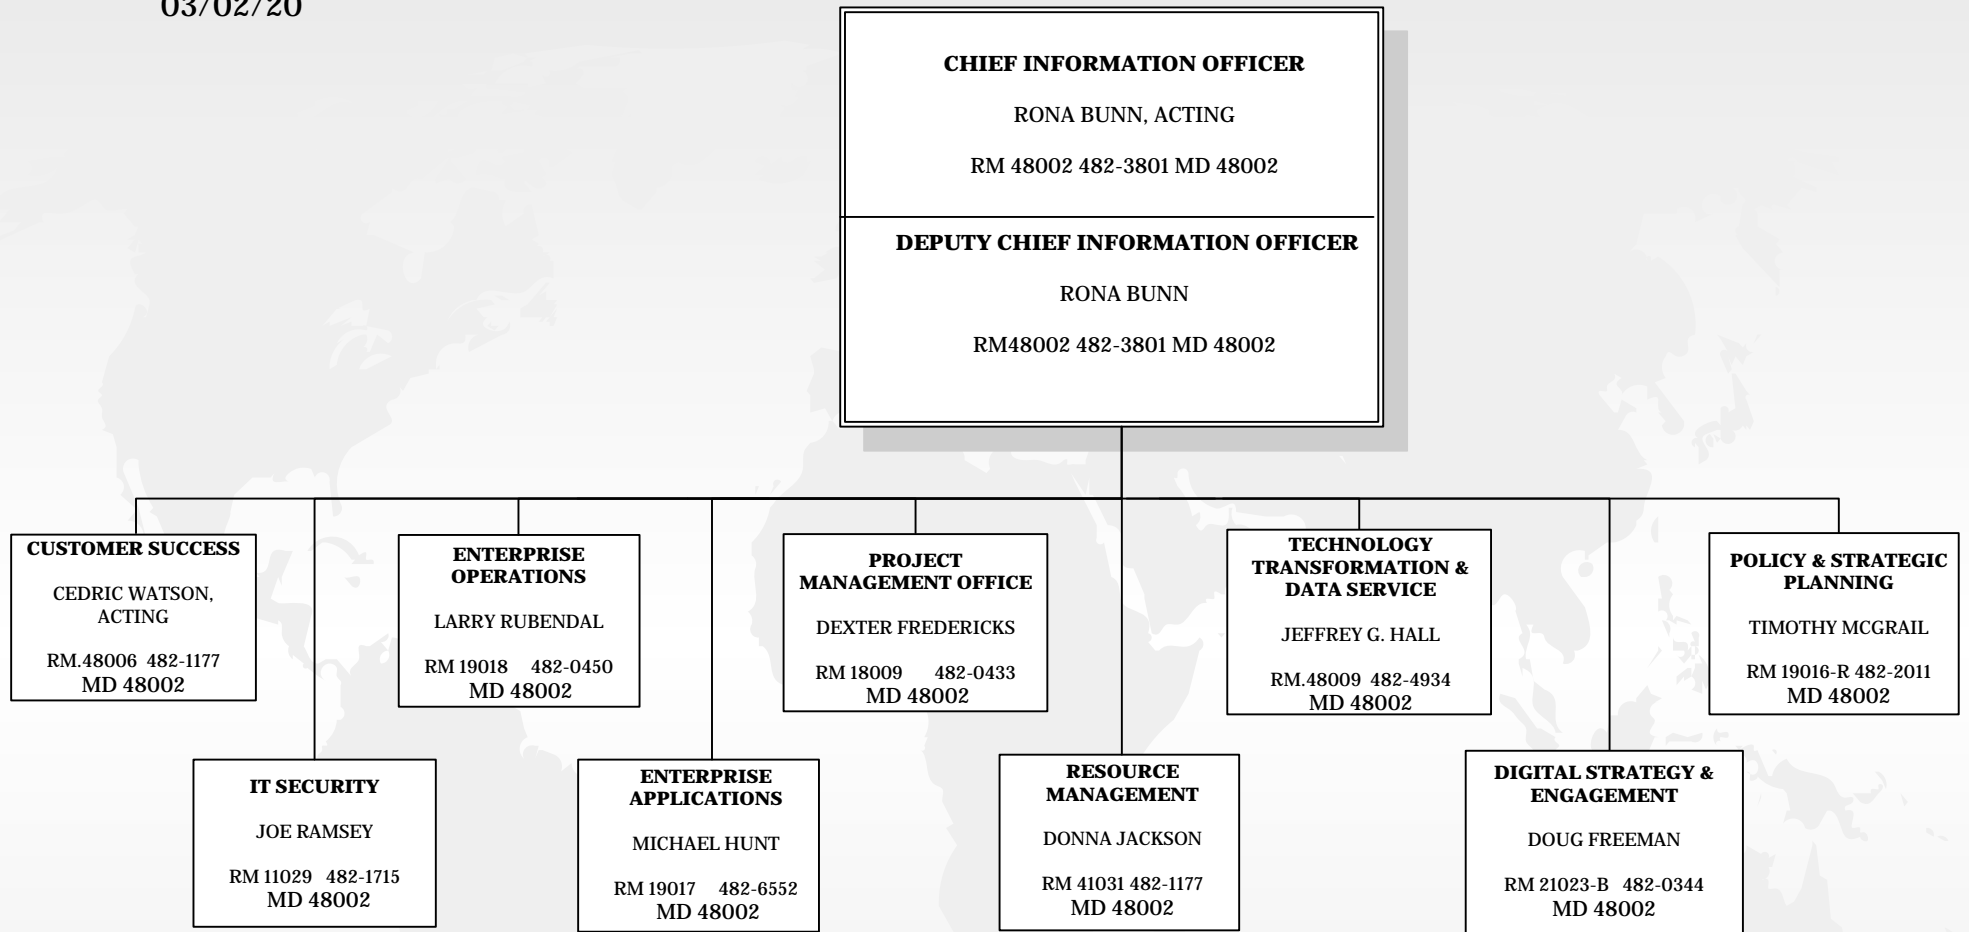 03/02/20
CHIEF INFORMATION OFFICER
RONA BUNN, ACTING
RM 48002 482-3801 MD 48002
DEPUTY CHIEF INFORMATION OFFICER
RONA BUNN
RM48002 482-3801 MD 48002
CUSTOMER SUCCESS
CEDRIC WATSON,
ACTING
RM.48006 482-1177
MD 48002
ENTERPRISE
OPERATIONS
LARRY RUBENDAL
RM 19018 482-0450
MD 48002
PROJECT
MANAGEMENT OFFICE
DEXTER FREDERICKS
RM 18009 482-0433
MD 48002
TECHNOLOGY
TRANSFORMATION &
DATA SERVICE
JEFFREY G. HALL
RM.48009 482-4934
MD 48002
POLICY & STRATEGIC
PLANNING
TIMOTHY MCGRAIL
RM 19016-R 482-2011
MD 48002
IT SECURITY
JOE RAMSEY
RM 11029 482-1715
MD 48002
ENTERPRISE
APPLICATIONS
MICHAEL HUNT
RM 19017 482-6552
MD 48002
RESOURCE
MANAGEMENT
DONNA JACKSON
RM 41031 482-1177
MD 48002
DIGITAL STRATEGY &
ENGAGEMENT
DOUG FREEMAN
RM 21023-B 482-0344
MD 48002